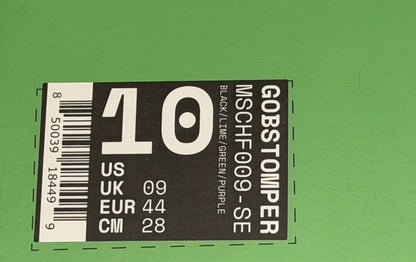 10
US
UK 09
EUR 44
CM 28
GOBSTOMPER
MSCHF009-SE
BLACK/LIME/GREEN/PURPLE
8 50039 18449 9